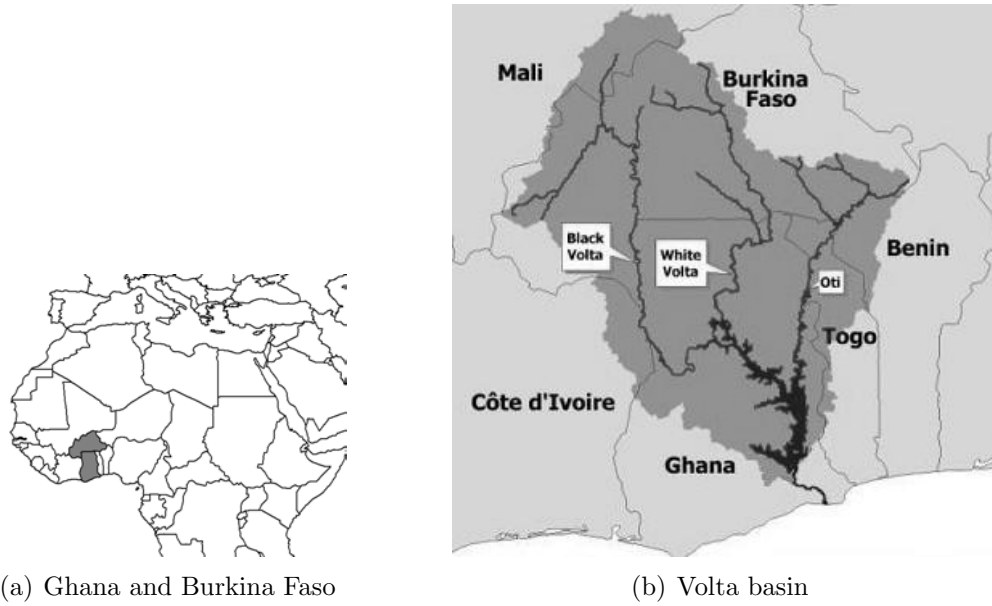 Mali
Burkina
Faso
Black
Volta
White
Volta
Benin
Oti
Togo
Côte d'Ivoire
Ghana
(a) Ghana and Burkina Faso
(b) Volta basin